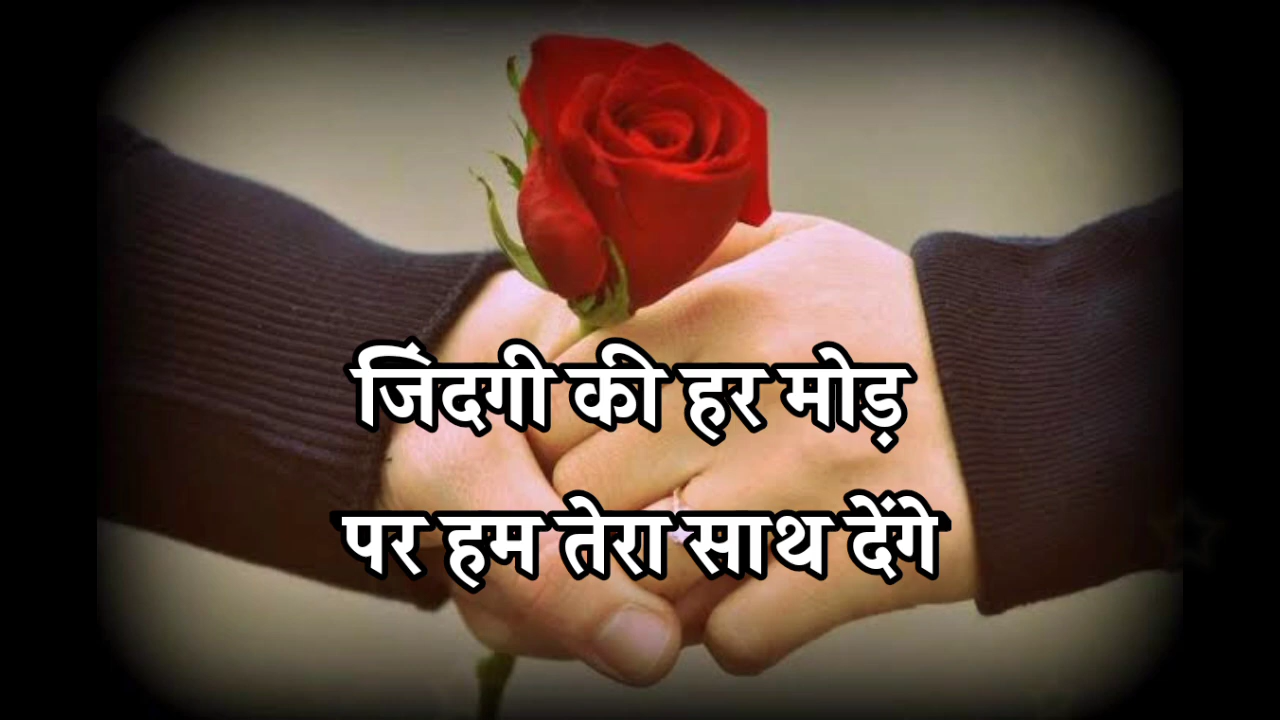 जिंदगी की हर मोड़
पर हम तेरा साथ देंगे